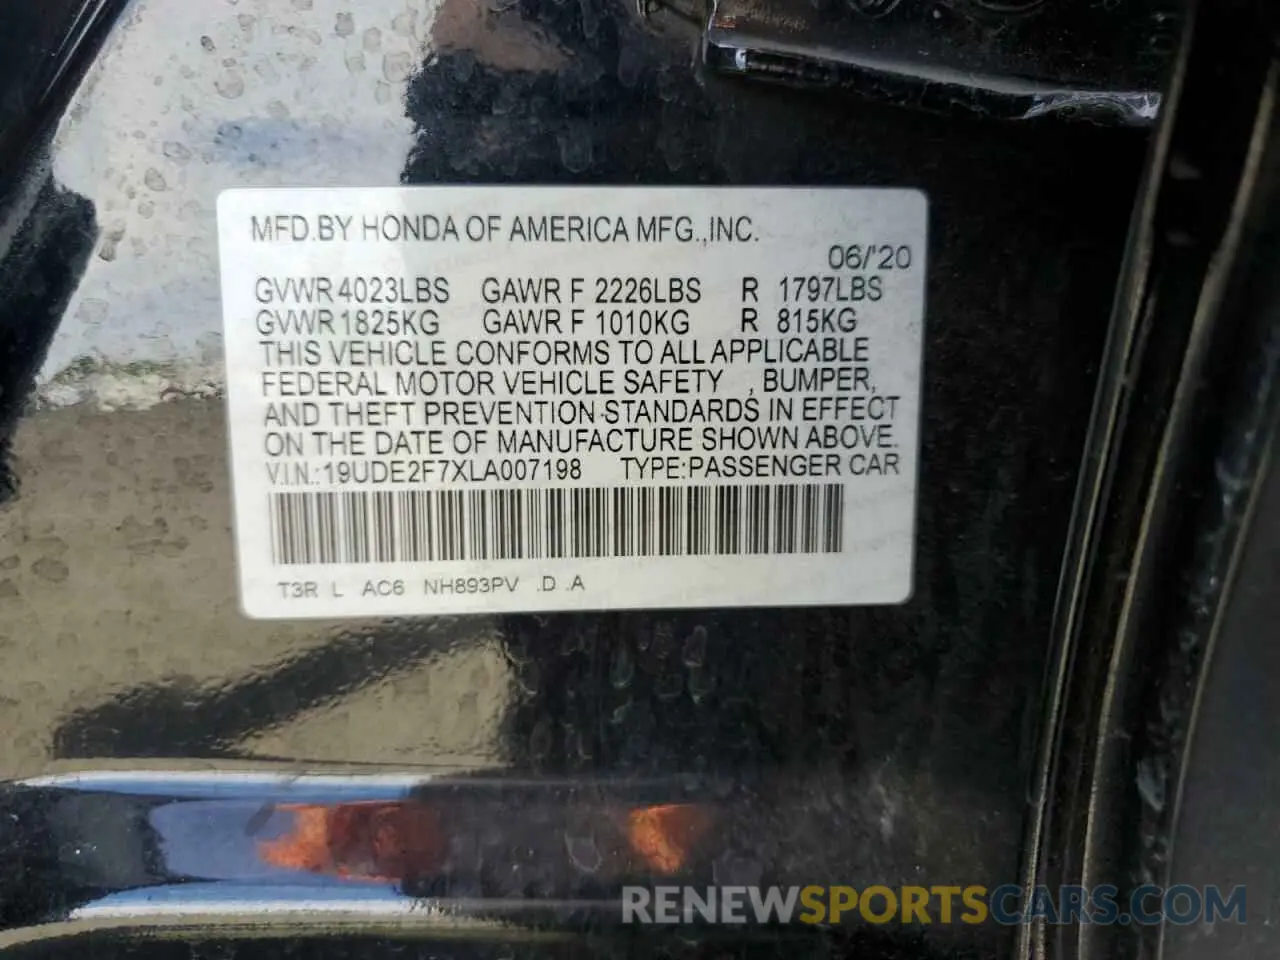 MFD.BY HONDA OF AMERICA MFG.,INC.
06/'20
GVWR 4023LBS GAWR F 2226LBS R 1797LBS
GVWR 1825KG GAWR F 1010KG R 815KG
THIS VEHICLE CONFORMS TO ALL APPLICABLE
FEDERAL MOTOR VEHICLE SAFETY , BUMPER,
AND THEFT PREVENTION STANDARDS IN EFFECT
ON THE DATE OF MANUFACTURE SHOWN ABOVE.
V.I.N.: 19UDE2F7XLA007198 TYPE:PASSENGER CAR
T3R L AC6 NH893PV .D .A
RENEWSPORTSCARS.COM